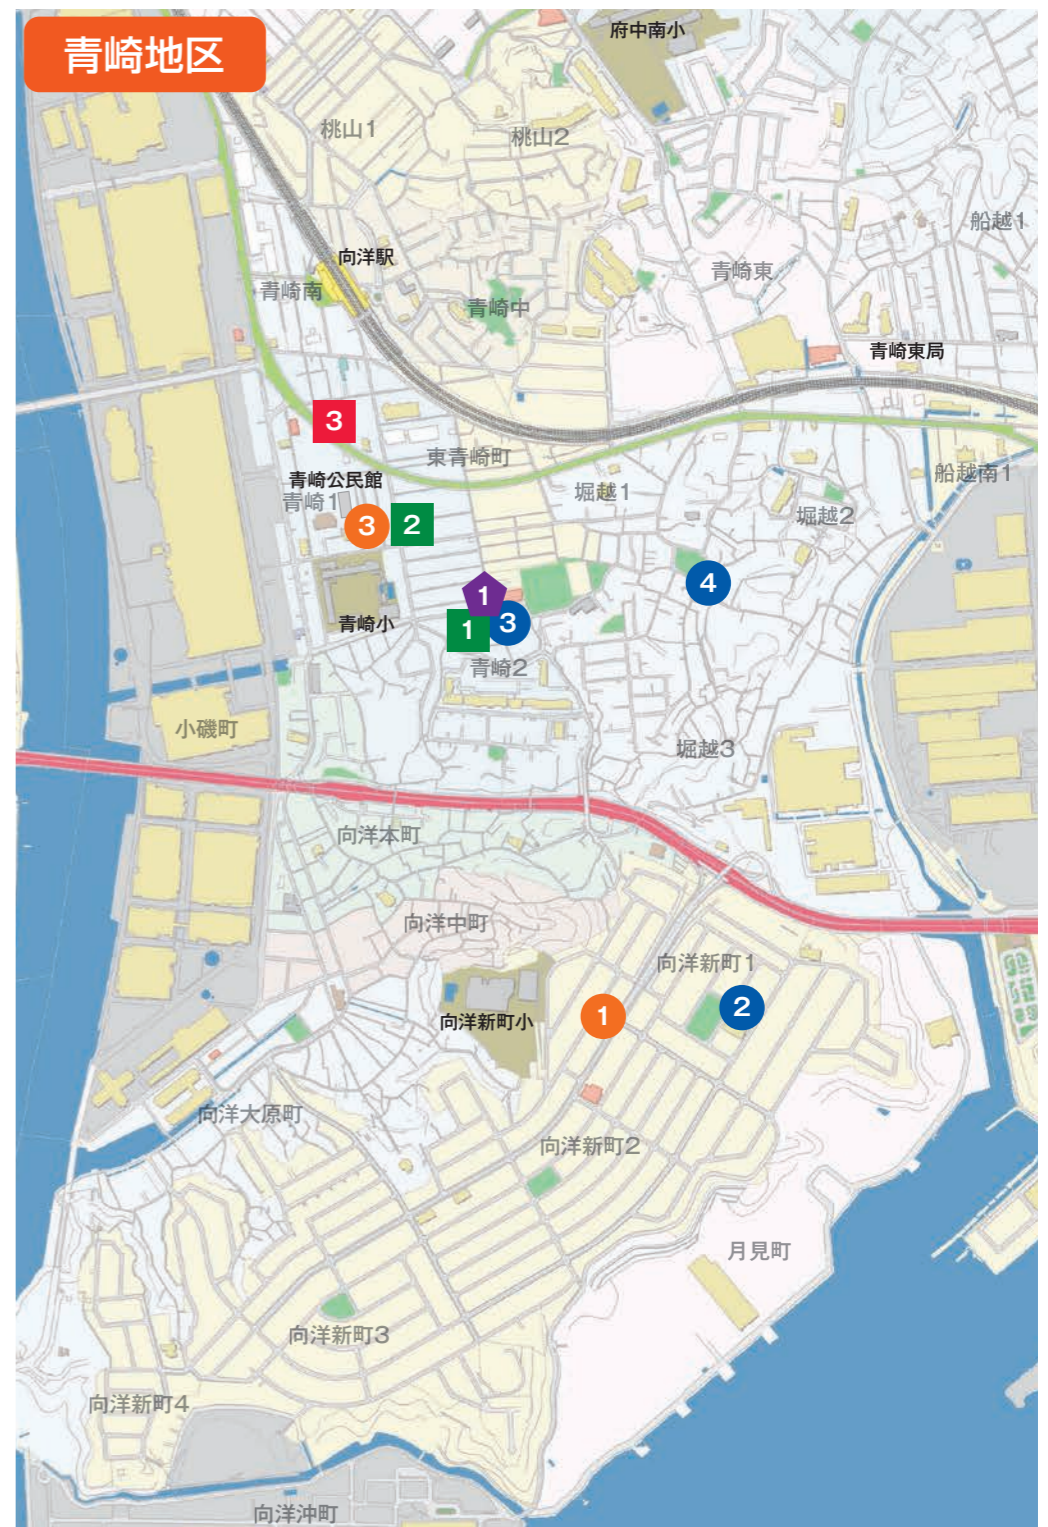 青崎地区
府中南小
桃山1
桃山2
船越1
向洋駅
青崎東
青崎南
青崎中
青崎東局
3
東青崎町
青崎公民館
青崎1
堀越1
船越南1
堀越2
3
2
4
1
青崎小
1
3
青崎2
小磯町
堀越3
向洋本町
向洋中町
向洋新町1
2
1
向洋新町小
向洋大原町
向洋新町2
月見町
向洋新町3
向洋新町4
向洋沖町